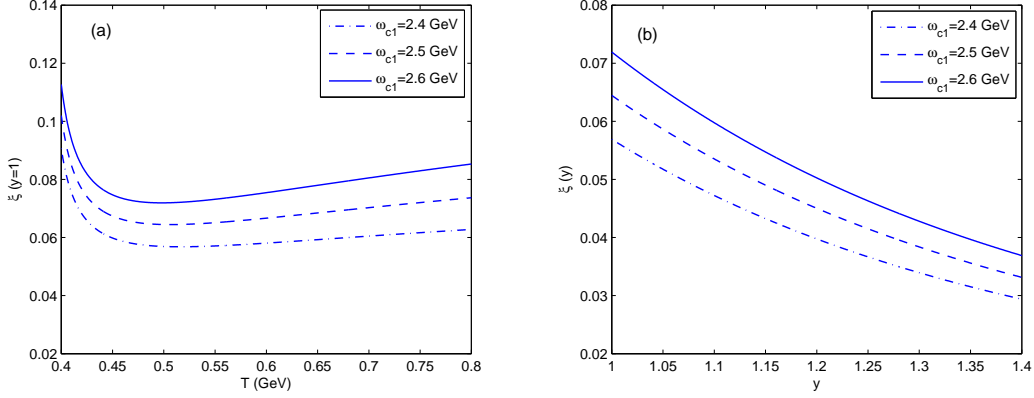 (a)
ω_c1=2.4 GeV
ω_c1=2.5 GeV
ω_c1=2.6 GeV
0.14
0.12
0.1
0.08
0.06
0.04
0.02
ξ (y=1)
0.4 0.45 0.5 0.55 0.6 0.65 0.7 0.75 0.8
T (GeV)
(b)
ω_c1=2.4 GeV
ω_c1=2.5 GeV
ω_c1=2.6 GeV
0.08
0.07
0.06
0.05
0.04
0.03
0.02
ξ (y)
1 1.05 1.1 1.15 1.2 1.25 1.3 1.35 1.4
y